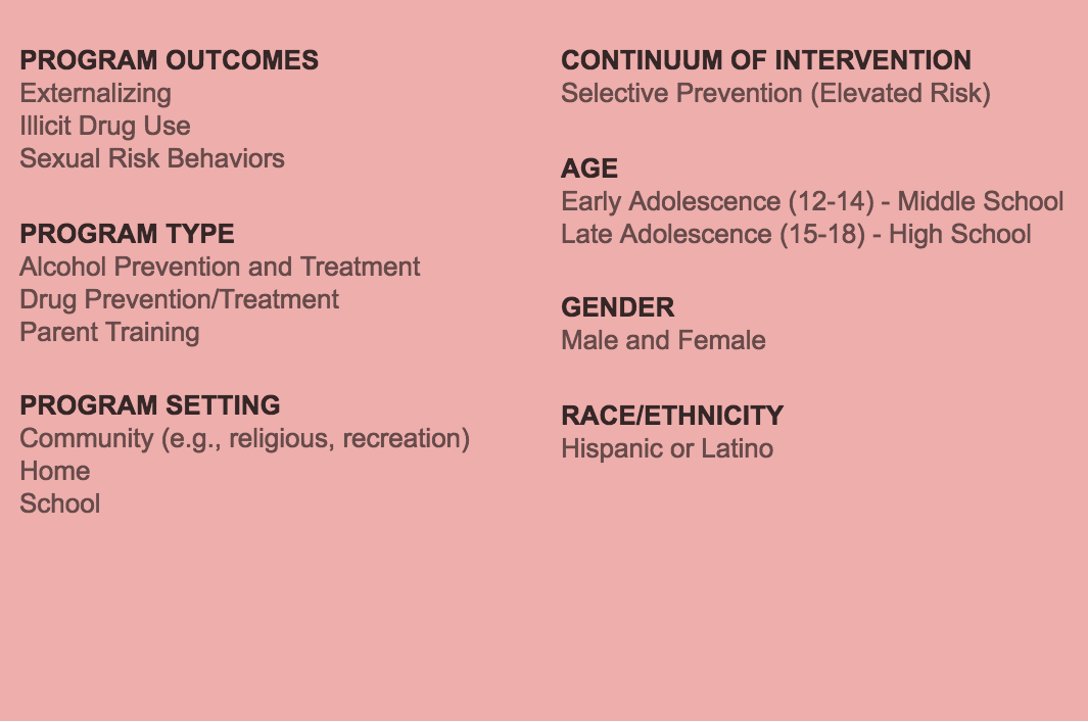 PROGRAM OUTCOMES
Externalizing
Illicit Drug Use
Sexual Risk Behaviors
PROGRAM TYPE
Alcohol Prevention and Treatment
Drug Prevention/Treatment
Parent Training
PROGRAM SETTING
Community (e.g., religious, recreation)
Home
School
CONTINUUM OF INTERVENTION
Selective Prevention (Elevated Risk)
AGE
Early Adolescence (12-14) - Middle School
Late Adolescence (15-18) - High School
GENDER
Male and Female
RACE/ETHNICITY
Hispanic or Latino